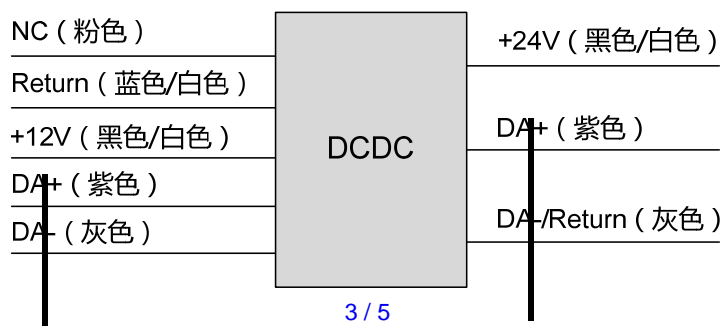 NC（粉色）
Return（蓝色/白色）
+12V（黑色/白色）
DA+（紫色）
DA-（灰色）
DCDC
+24V（黑色/白色）
DA+（紫色）
DA-/Return（灰色）
3 / 5